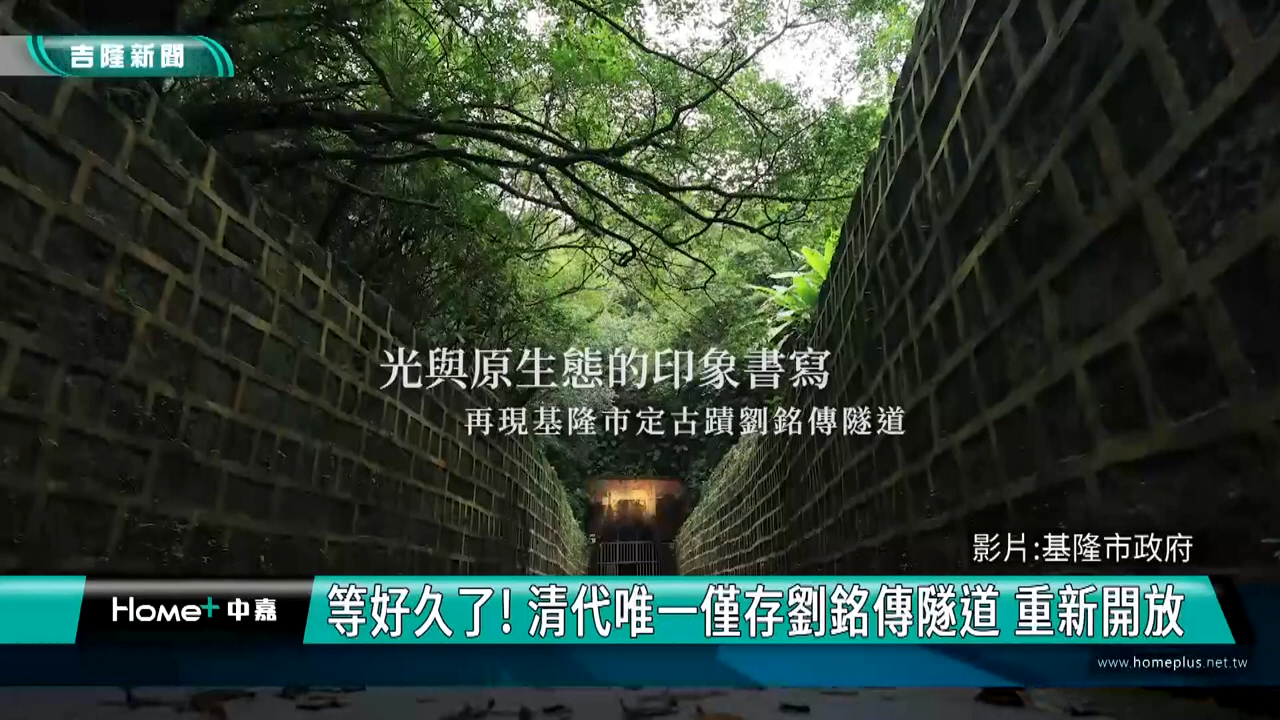 吉隆新聞
光與原生態的印象書寫
再現基隆市定古蹟劉銘傳隧道
影片:基隆市政府
Home+中嘉
等好久了！清代唯一僅存劉銘傳隧道 重新開放
www.homeplus.net.tw